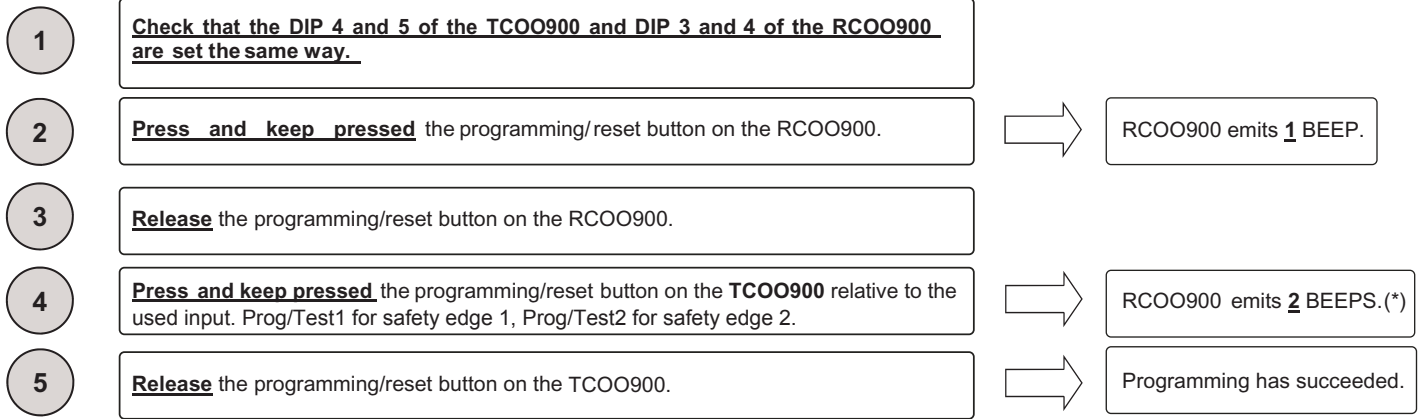 1
Check that the DIP 4 and 5 of the TCOO900 and DIP 3 and 4 of the RCOO900
are set the same way.
2
Press and keep pressed the programming/reset button on the RCOO900.
RCOO900 emits 1 BEEP.
3
Release the programming/reset button on the RCOO900.
4
Press and keep pressed the programming/reset button on the TCOO900 relative to the
used input. Prog/Test1 for safety edge 1, Prog/Test2 for safety edge 2.
RCOO900 emits 2 BEEPS.(*)
5
Release the programming/reset button on the TCOO900.
Programming has succeeded.